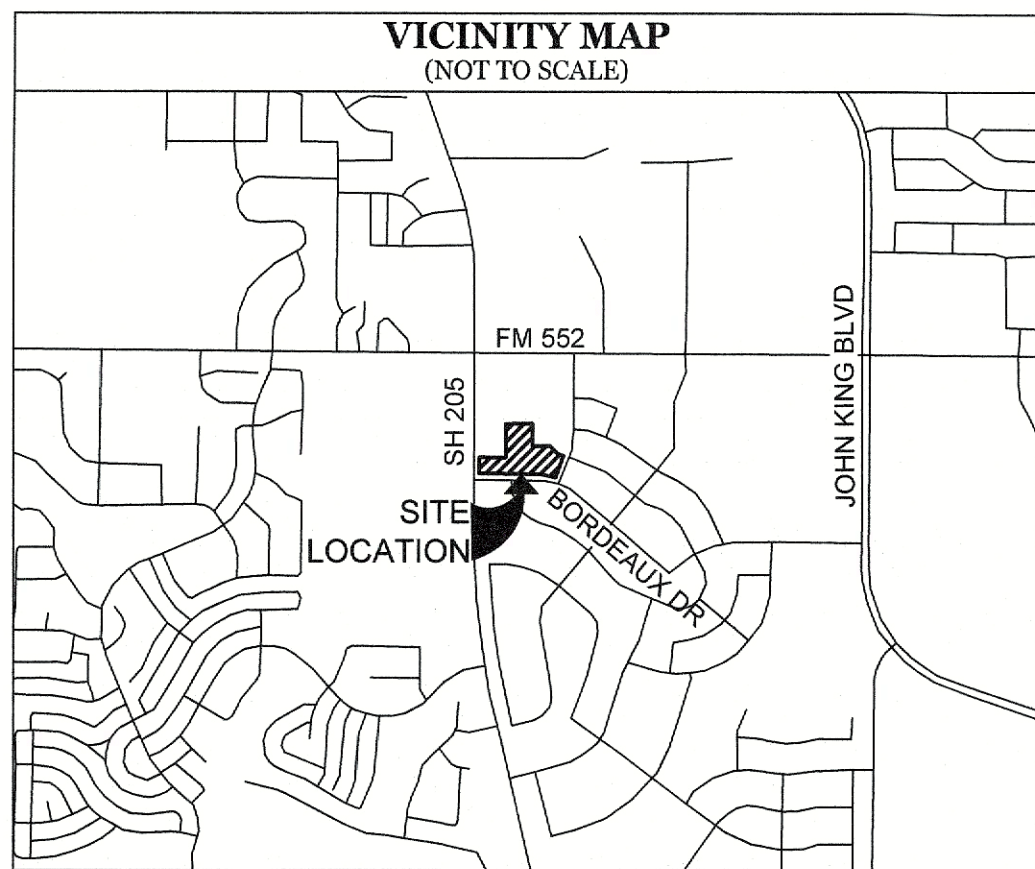 VICINITY MAP
(NOT TO SCALE)
FM 552
JOHN KING BLVD
SH 205
SITE
LOCATION
BORDEAUX DR